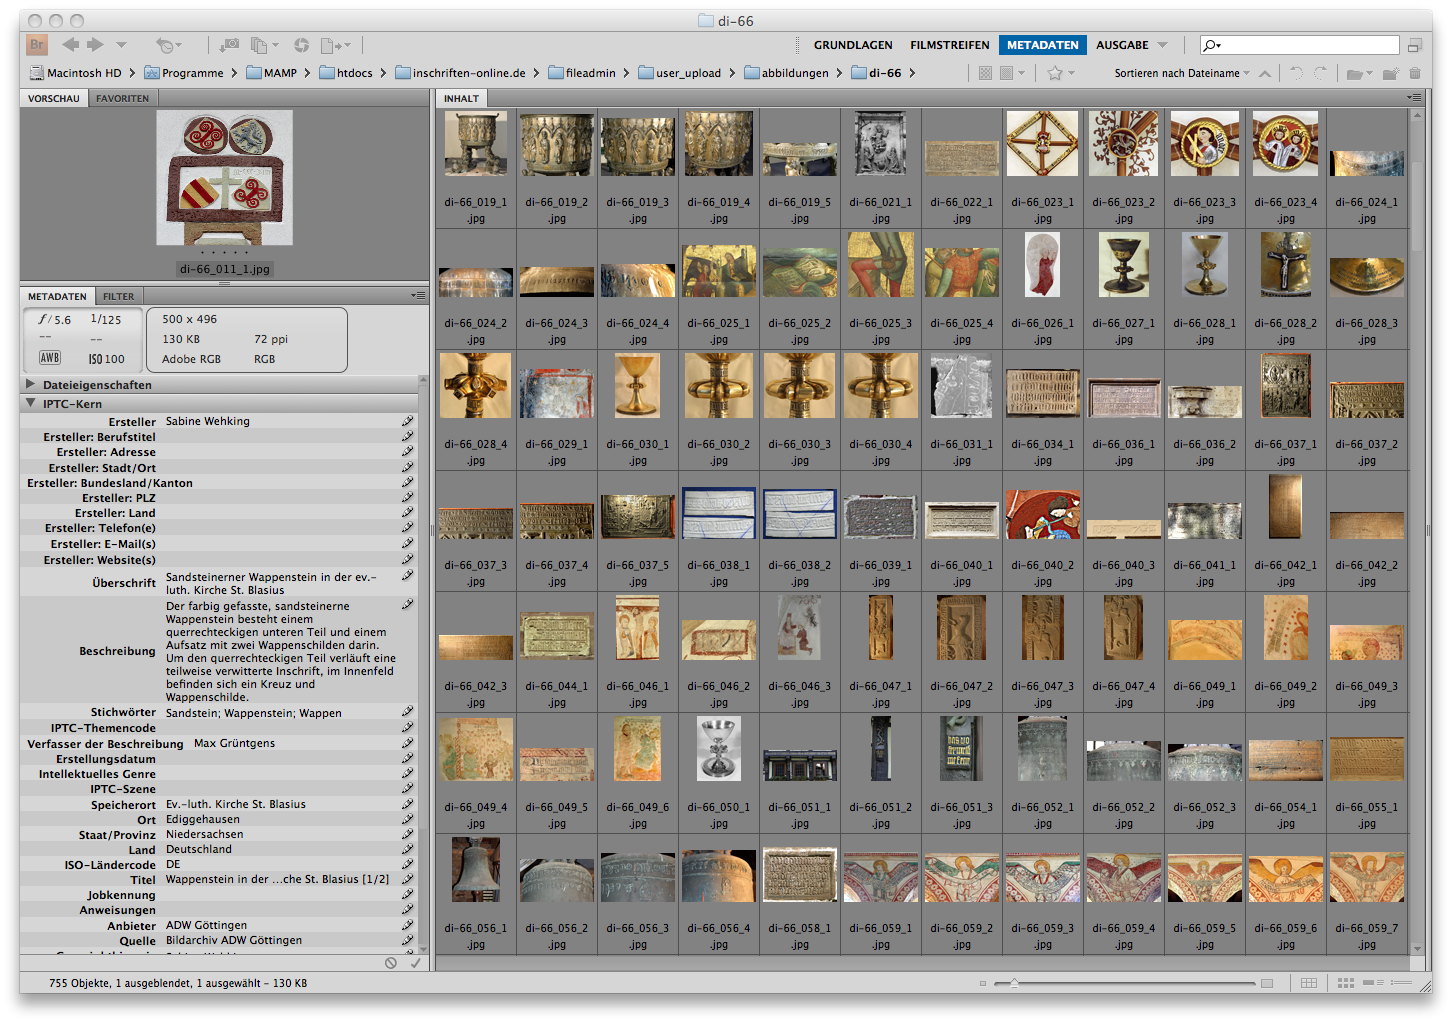 di-66
Br
GRUNDLAGEN FILMSTREIFEN METADATEN AUSGABE
Macintosh HD Programme MAMP htdocs inschriften-online.de fileadmin user_upload abbildungen di-66
Sortieren nach Dateiname
VORSCHAU FAVORITEN
di-66_011_1.jpg
METADATEN FILTER
f/5.6 1/125
-- --
AWB ISO 100
500 x 496
130 KB 72 ppi
Adobe RGB RGB
Dateieigenschaften
IPTC-Kern
Ersteller Sabine Wehking
Ersteller: Berufstitel
Ersteller: Adresse
Ersteller: Stadt/Ort
Ersteller: Bundesland/Kanton
Ersteller: PLZ
Ersteller: Land
Ersteller: Telefon(e)
Ersteller: E-Mail(s)
Ersteller: Website(s)
Überschrift Sandsteinerner Wappenstein in der ev.-
luth. Kirche St. Blasius
Beschreibung Der farbig gefasste, sandsteinerne
Wappenstein besteht einem
querrechteckigen unteren Teil und einem
Aufsatz mit zwei Wappenschilden darin.
Um den querrechteckigen Teil verläuft eine
teilweise verwitterte Inschrift, im Innenfeld
befinden sich ein Kreuz und
Wappenschilde.
Stichwörter Sandstein; Wappenstein; Wappen
IPTC-Themencode
Verfasser der Beschreibung Max Grüntgens
Erstellungsdatum
Intellektuelles Genre
IPTC-Szene
Speicherort Ev.-luth. Kirche St. Blasius
Ort Ediggehausen
Staat/Provinz Niedersachsen
Land Deutschland
ISO-Ländercode DE
Titel Wappenstein in der ...che St. Blasius [1/2]
Jobkennung
Anweisungen
Anbieter ADW Göttingen
Quelle Bildarchiv ADW Göttingen
INHALT
di-66_019_1 di-66_019_2 di-66_019_3 di-66_019_4 di-66_019_5 di-66_021_1 di-66_022_1 di-66_023_1 di-66_023_2 di-66_023_3 di-66_023_4 di-66_024_1
.jpg .jpg .jpg .jpg .jpg .jpg .jpg .jpg .jpg .jpg .jpg .jpg
di-66_024_2 di-66_024_3 di-66_024_4 di-66_025_1 di-66_025_2 di-66_025_3 di-66_025_4 di-66_026_1 di-66_027_1 di-66_028_1 di-66_028_2 di-66_028_3
.jpg .jpg .jpg .jpg .jpg .jpg .jpg .jpg .jpg .jpg .jpg .jpg
di-66_028_4 di-66_029_1 di-66_030_1 di-66_030_2 di-66_030_3 di-66_030_4 di-66_031_1 di-66_034_1 di-66_036_1 di-66_036_2 di-66_037_1 di-66_037_2
.jpg .jpg .jpg .jpg .jpg .jpg .jpg .jpg .jpg .jpg .jpg .jpg
di-66_037_3 di-66_037_4 di-66_037_5 di-66_038_1 di-66_038_2 di-66_039_1 di-66_040_1 di-66_040_2 di-66_040_3 di-66_041_1 di-66_042_1 di-66_042_2
.jpg .jpg .jpg .jpg .jpg .jpg .jpg .jpg .jpg .jpg .jpg .jpg
di-66_042_3 di-66_044_1 di-66_046_1 di-66_046_2 di-66_046_3 di-66_047_1 di-66_047_2 di-66_047_3 di-66_047_4 di-66_049_1 di-66_049_2 di-66_049_3
.jpg .jpg .jpg .jpg .jpg .jpg .jpg .jpg .jpg .jpg .jpg .jpg
di-66_049_4 di-66_049_5 di-66_049_6 di-66_050_1 di-66_051_1 di-66_051_2 di-66_051_3 di-66_052_1 di-66_052_2 di-66_052_3 di-66_054_1 di-66_055_1
.jpg .jpg .jpg .jpg .jpg .jpg .jpg .jpg .jpg .jpg .jpg .jpg
di-66_056_1 di-66_056_2 di-66_056_3 di-66_056_4 di-66_058_1 di-66_059_1 di-66_059_2 di-66_059_3 di-66_059_4 di-66_059_5 di-66_059_6 di-66_059_7
.jpg .jpg .jpg .jpg .jpg .jpg .jpg .jpg .jpg .jpg .jpg .jpg
755 Objekte, 1 ausgeblendet, 1 ausgewählt - 130 KB